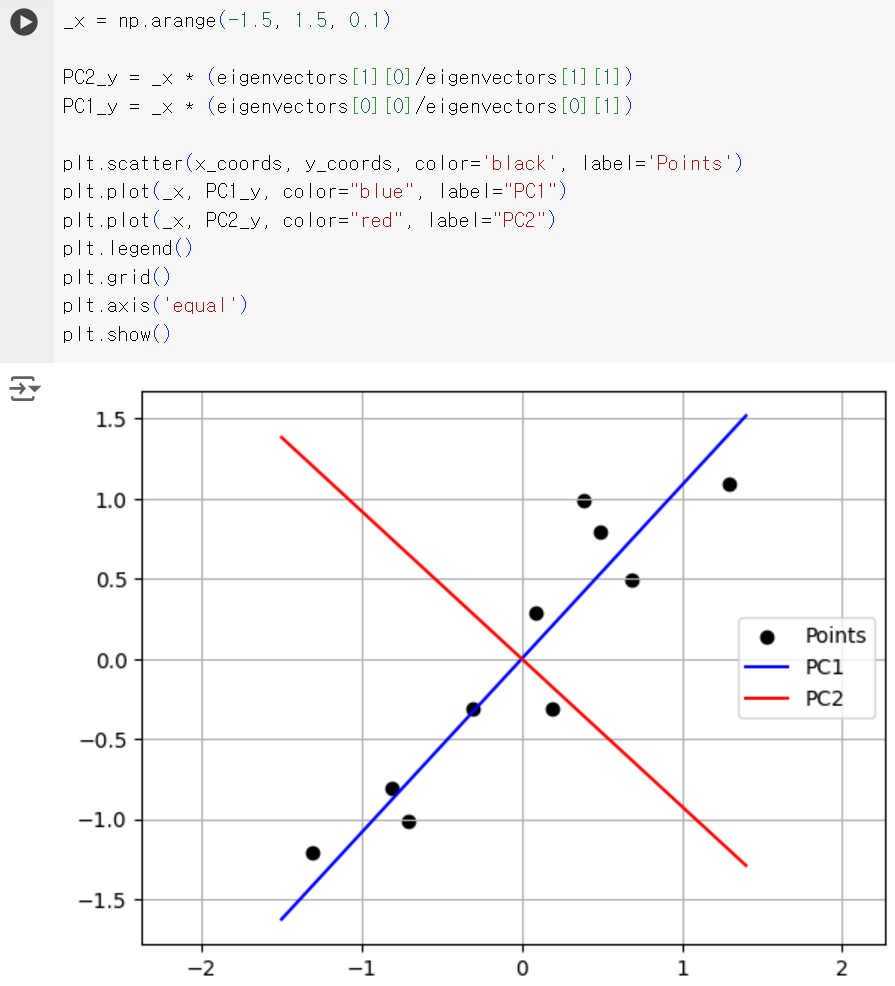 _x = np.arange(-1.5, 1.5, 0.1)
PC2_y = _x * (eigenvectors[1][0]/eigenvectors[1][1])
PC1_y = _x * (eigenvectors[0][0]/eigenvectors[0][1])
plt.scatter(x_coords, y_coords, color='black', label='Points')
plt.plot(_x, PC1_y, color="blue", label="PC1")
plt.plot(_x, PC2_y, color="red", label="PC2")
plt.legend()
plt.grid()
plt.axis('equal')
plt.show()
1.5
1.0
0.5
0.0
−0.5
−1.0
−1.5
Points
PC1
PC2
−2 −1 0 1 2